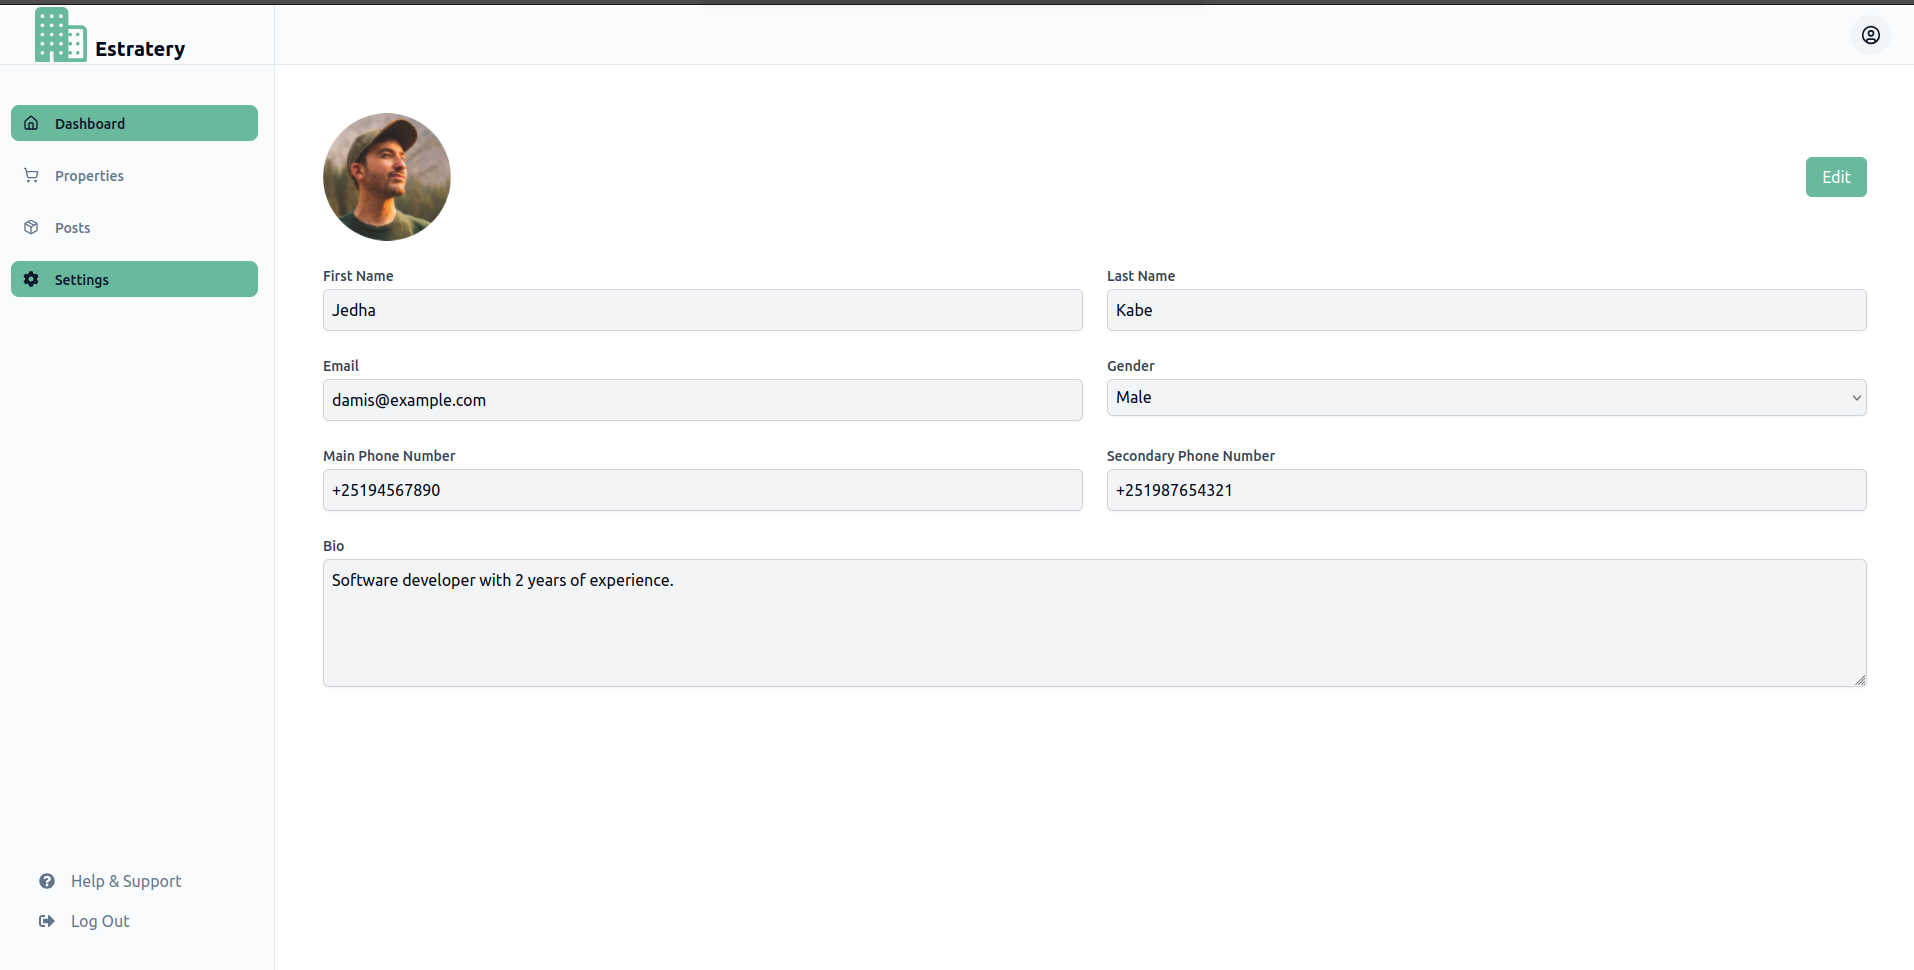 Estratery
Dashboard
Properties
Posts
Settings
Edit
First Name
Last Name
Jedha
Kabe
Email
Gender
damis@example.com
Male
Main Phone Number
Secondary Phone Number
+25194567890
+251987654321
Bio
Software developer with 2 years of experience.
Help & Support
Log Out